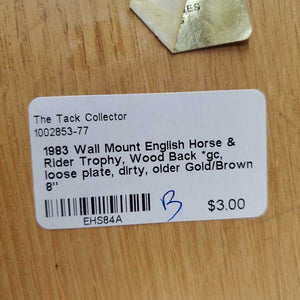 The Tack Collector
1002853-77
1983 Wall Mount English Horse &
Rider Trophy, Wood Back *gc,
loose plate, dirty, older Gold/Brown
8"
EHS84A
B
$3.00